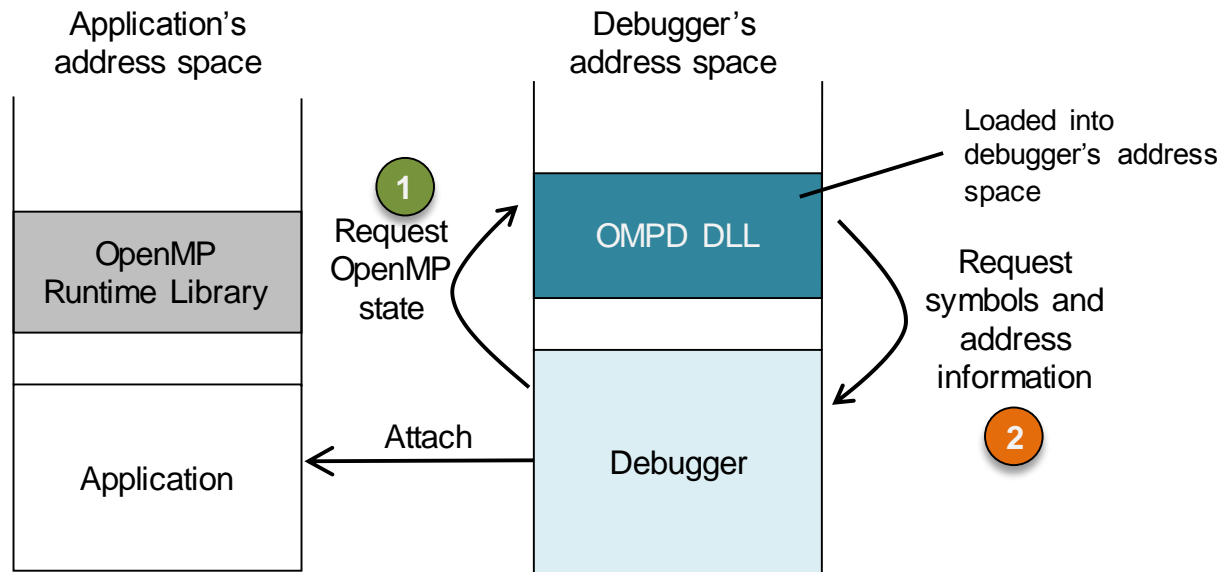 Application's
address space
Debugger's
address space
Loaded into
debugger's address
space
1
Request
OpenMP
state
OpenMP
Runtime Library
OMPD DLL
Request
symbols and
address
information
2
Attach
Application
Debugger